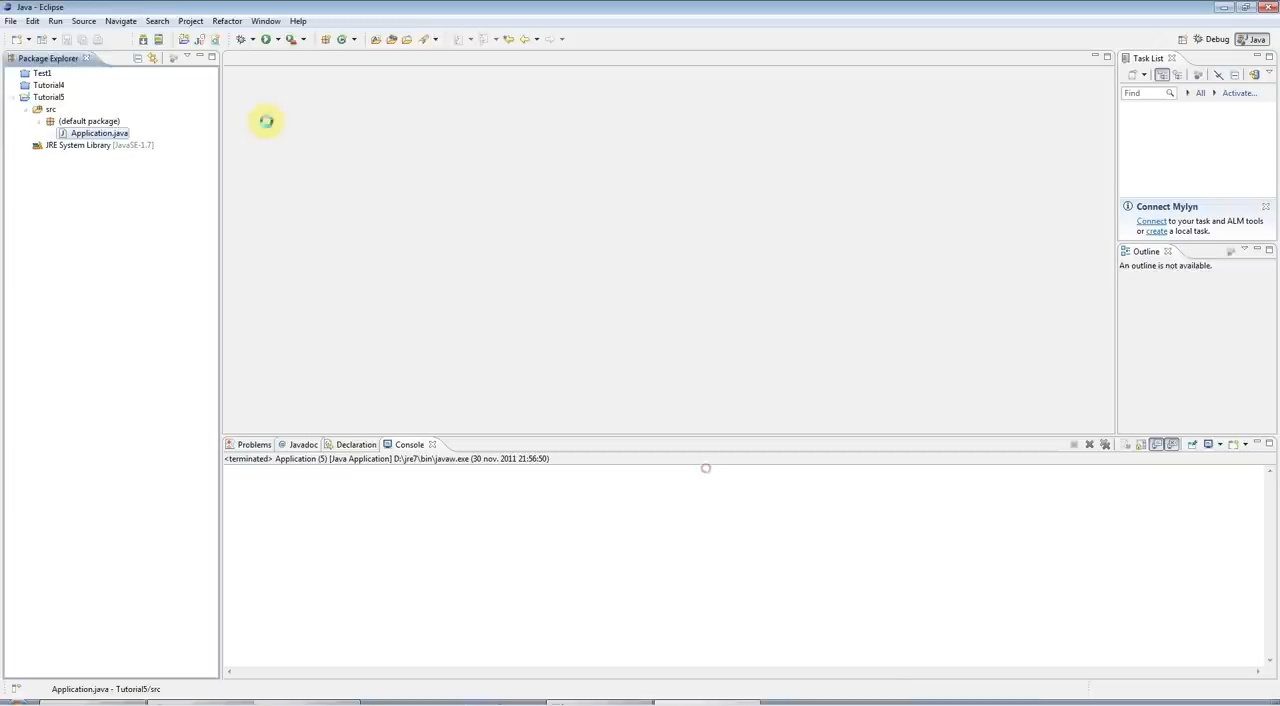 Java - Eclipse
File Edit Run Source Navigate Search Project Refactor Window Help
Debug Java
Package Explorer
Test1
Tutorial4
Tutorial5
src
(default package)
Application.java
JRE System Library [JavaSE-1.7]
Task List
Find All Activate...
Connect Mylyn
Connect to your task and ALM tools
or create a local task.
Outline
An outline is not available.
Problems Javadoc Declaration Console
<terminated> Application (5) [Java Application] D:\jre7\bin\javaw.exe (30 nov. 2011 21:56:50)
Application.java - Tutorial5/src